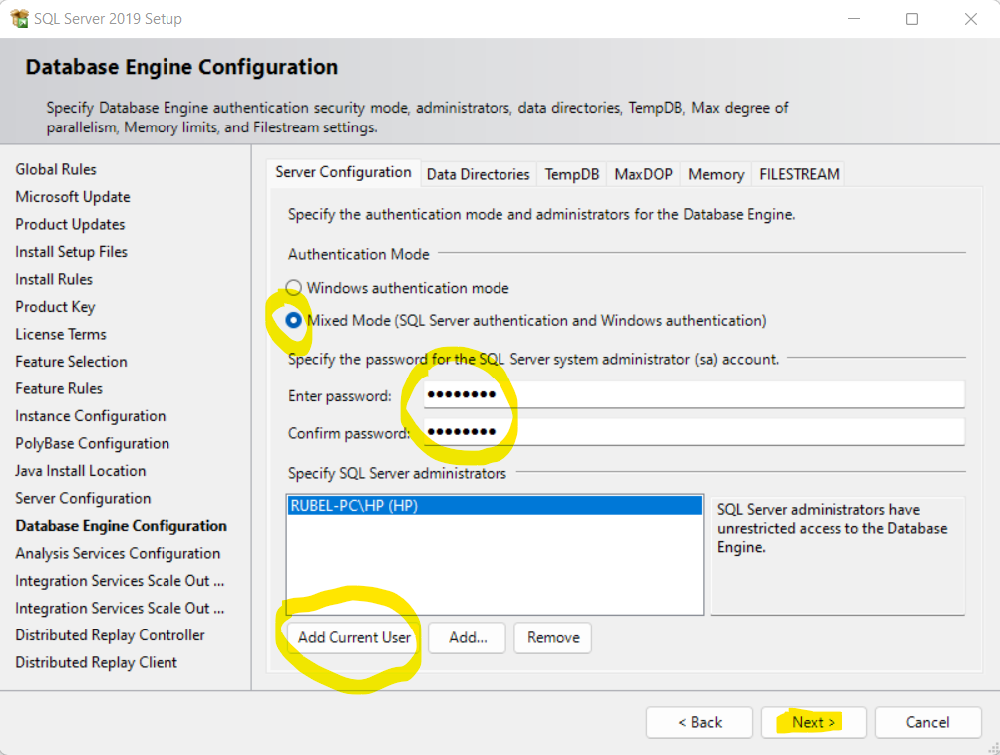 SQL Server 2019 Setup
Database Engine Configuration
Specify Database Engine authentication security mode, administrators, data directories, TempDB, Max degree of
parallelism, Memory limits, and Filestream settings.
Global Rules
Microsoft Update
Product Updates
Install Setup Files
Install Rules
Product Key
License Terms
Feature Selection
Feature Rules
Instance Configuration
PolyBase Configuration
Java Install Location
Server Configuration
Database Engine Configuration
Analysis Services Configuration
Integration Services Scale Out ...
Integration Services Scale Out ...
Distributed Replay Controller
Distributed Replay Client
Server Configuration Data Directories TempDB MaxDOP Memory FILESTREAM
Specify the authentication mode and administrators for the Database Engine.
Authentication Mode
Windows authentication mode
Mixed Mode (SQL Server authentication and Windows authentication)
Specify the password for the SQL Server system administrator (sa) account.
Enter password: ●●●●●●●●
Confirm password: ●●●●●●●●
Specify SQL Server administrators
RUBEL-PC\HP (HP)
SQL Server administrators have
unrestricted access to the Database
Engine.
Add Current User Add... Remove
< Back Next > Cancel